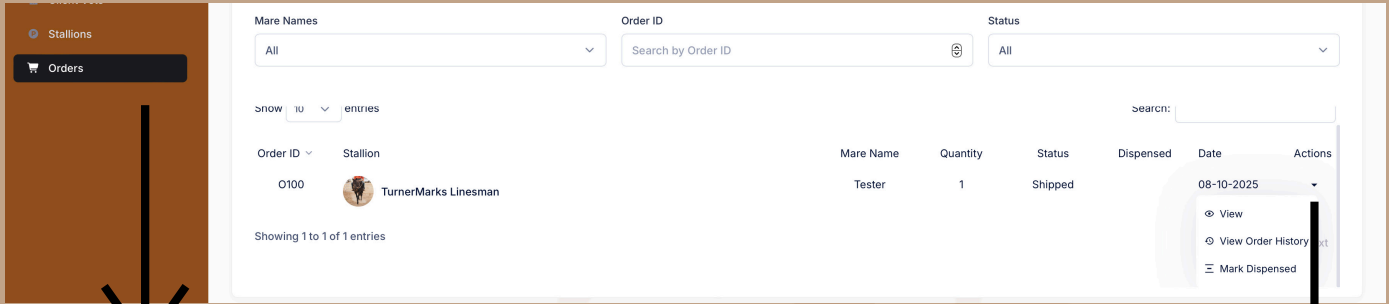 Client Vets
Stallions
Orders
Mare Names Order ID Status
All Search by Order ID All
Show 10 entries Search:
Order ID Stallion Mare Name Quantity Status Dispensed Date Actions
O100 TurnerMarks Linesman Tester 1 Shipped 08-10-2025
View
Showing 1 to 1 of 1 entries
View Order History
Mark Dispensed